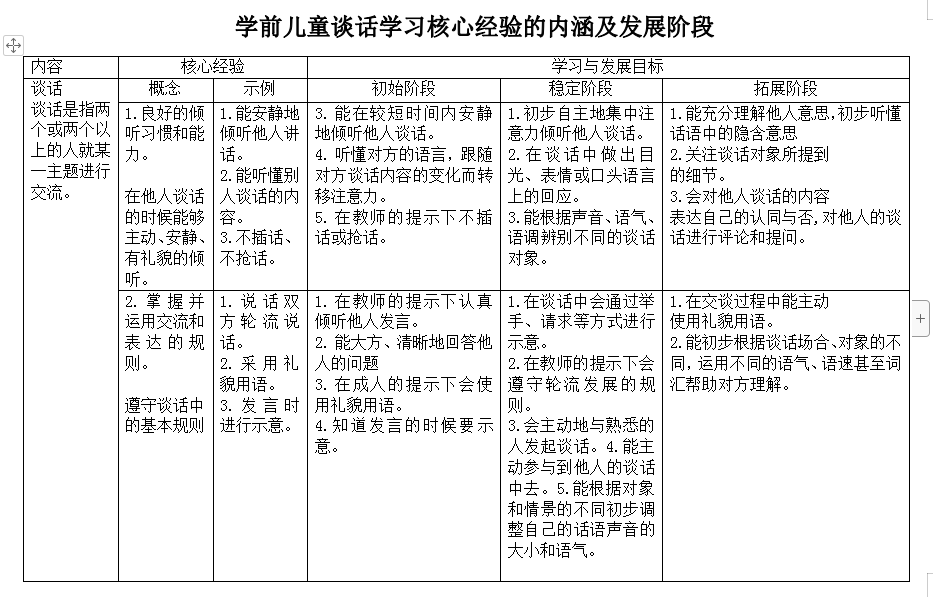 学前儿童谈话学习核心经验的内涵及发展阶段
内容
核心经验
学习与发展目标
谈话
谈话是指两
个或两个以
上的人就某
一主题进行
交流。
概念
示例
初始阶段
稳定阶段
拓展阶段
1.良好的倾
听习惯和能
力。
在他人谈话
的时候能够
主动、安静、
有礼貌的倾
听。
1.能安静地
倾听他人讲
话。
2.能听懂别
人谈话的内
容。
3.不插话、
不抢话。
3. 能在较短时间内安静
地倾听他人谈话。
4. 听懂对方的语言，跟随
对方谈话内容的变化而转
移注意力。
5. 在教师的提示下不插
话或抢话。
1.初步自主地集中注
意力倾听他人谈话。
2.在谈话中做出目
光、表情或口头语言
上的回应。
3.能根据声音、语气、
语调辨别不同的谈话
对象。
1.能充分理解他人意思,初步听懂
话语中的隐含意思
2.关注谈话对象所提到
的细节。
3.会对他人谈话的内容
表达自己的认同与否,对他人的谈
话进行评论和提问。
2.掌握并
运用交流和
表达的规
则。
遵守谈话中
的基本规则
1.说话双
方轮流说
话。
2.采用礼
貌用语。
3.发言时
进行示意。
1. 在教师的提示下认真
倾听他人发言。
2. 能大方、清晰地回答他
人的问题
3. 在成人的提示下会使
用礼貌用语。
4.知道发言的时候要示
意。
1.在谈话中会通过举
手、请求等方式进行
示意。
2.在教师的提示下会
遵守轮流发展的规
则。
3.会主动地与熟悉的
人发起谈话。4.能主
动参与到他人的谈话
中去。5.能根据对象
和情景的不同初步调
整自己的话语声音的
大小和语气。
1.在交谈过程中能主动
使用礼貌用语。
2.能初步根据谈话场合、对象的不
同，运用不同的语气、语速甚至词
汇帮助对方理解。